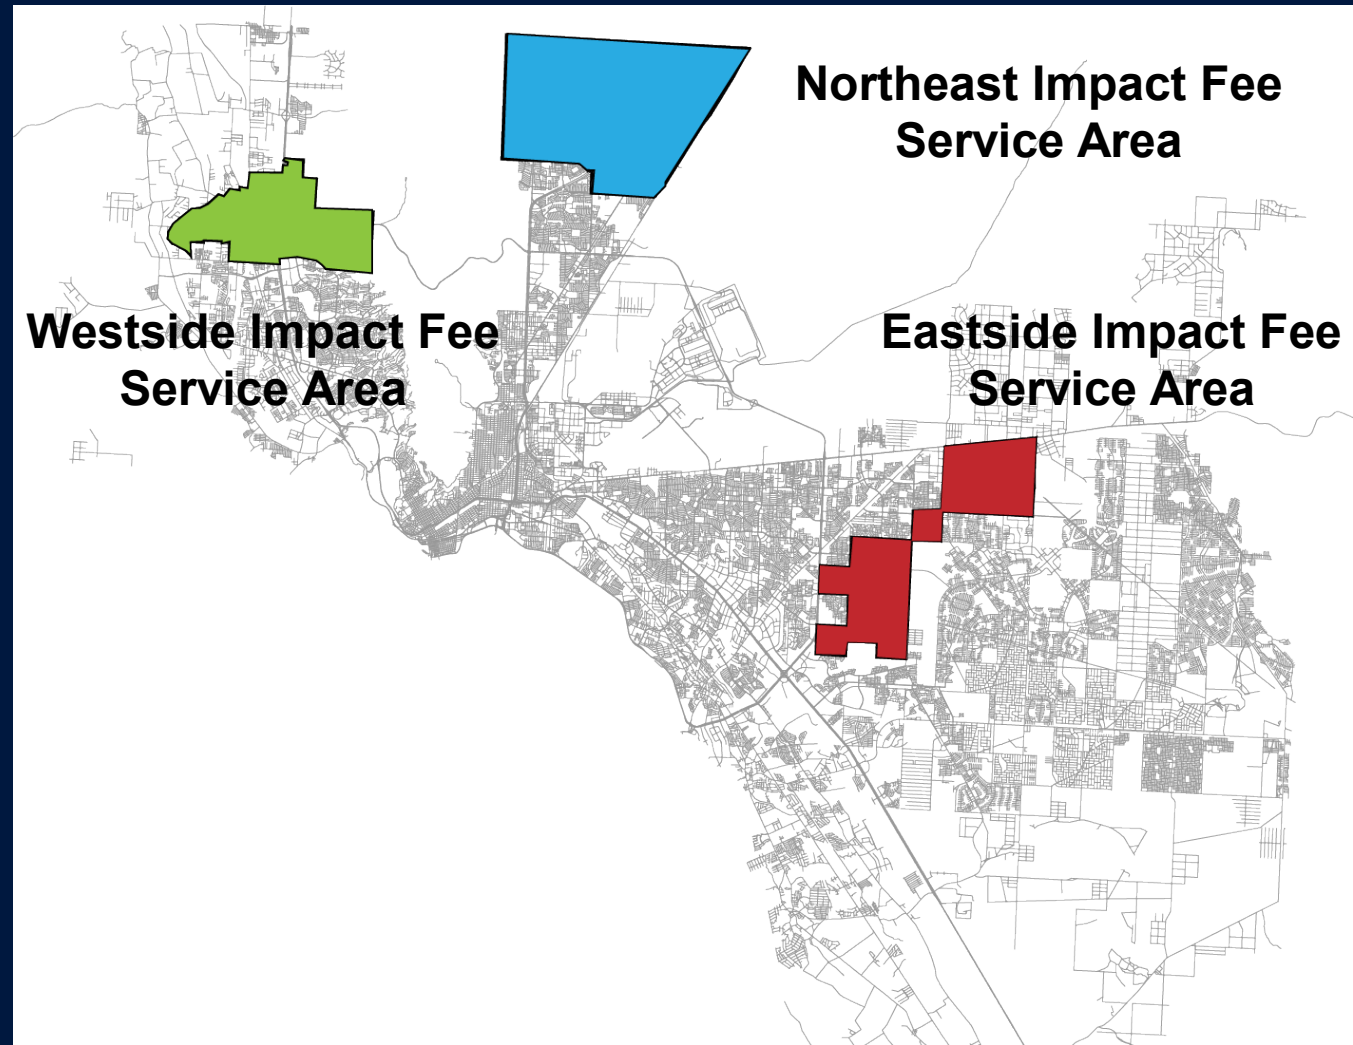 Northeast Impact Fee
Service Area
Westside Impact Fee
Service Area
Eastside Impact Fee
Service Area